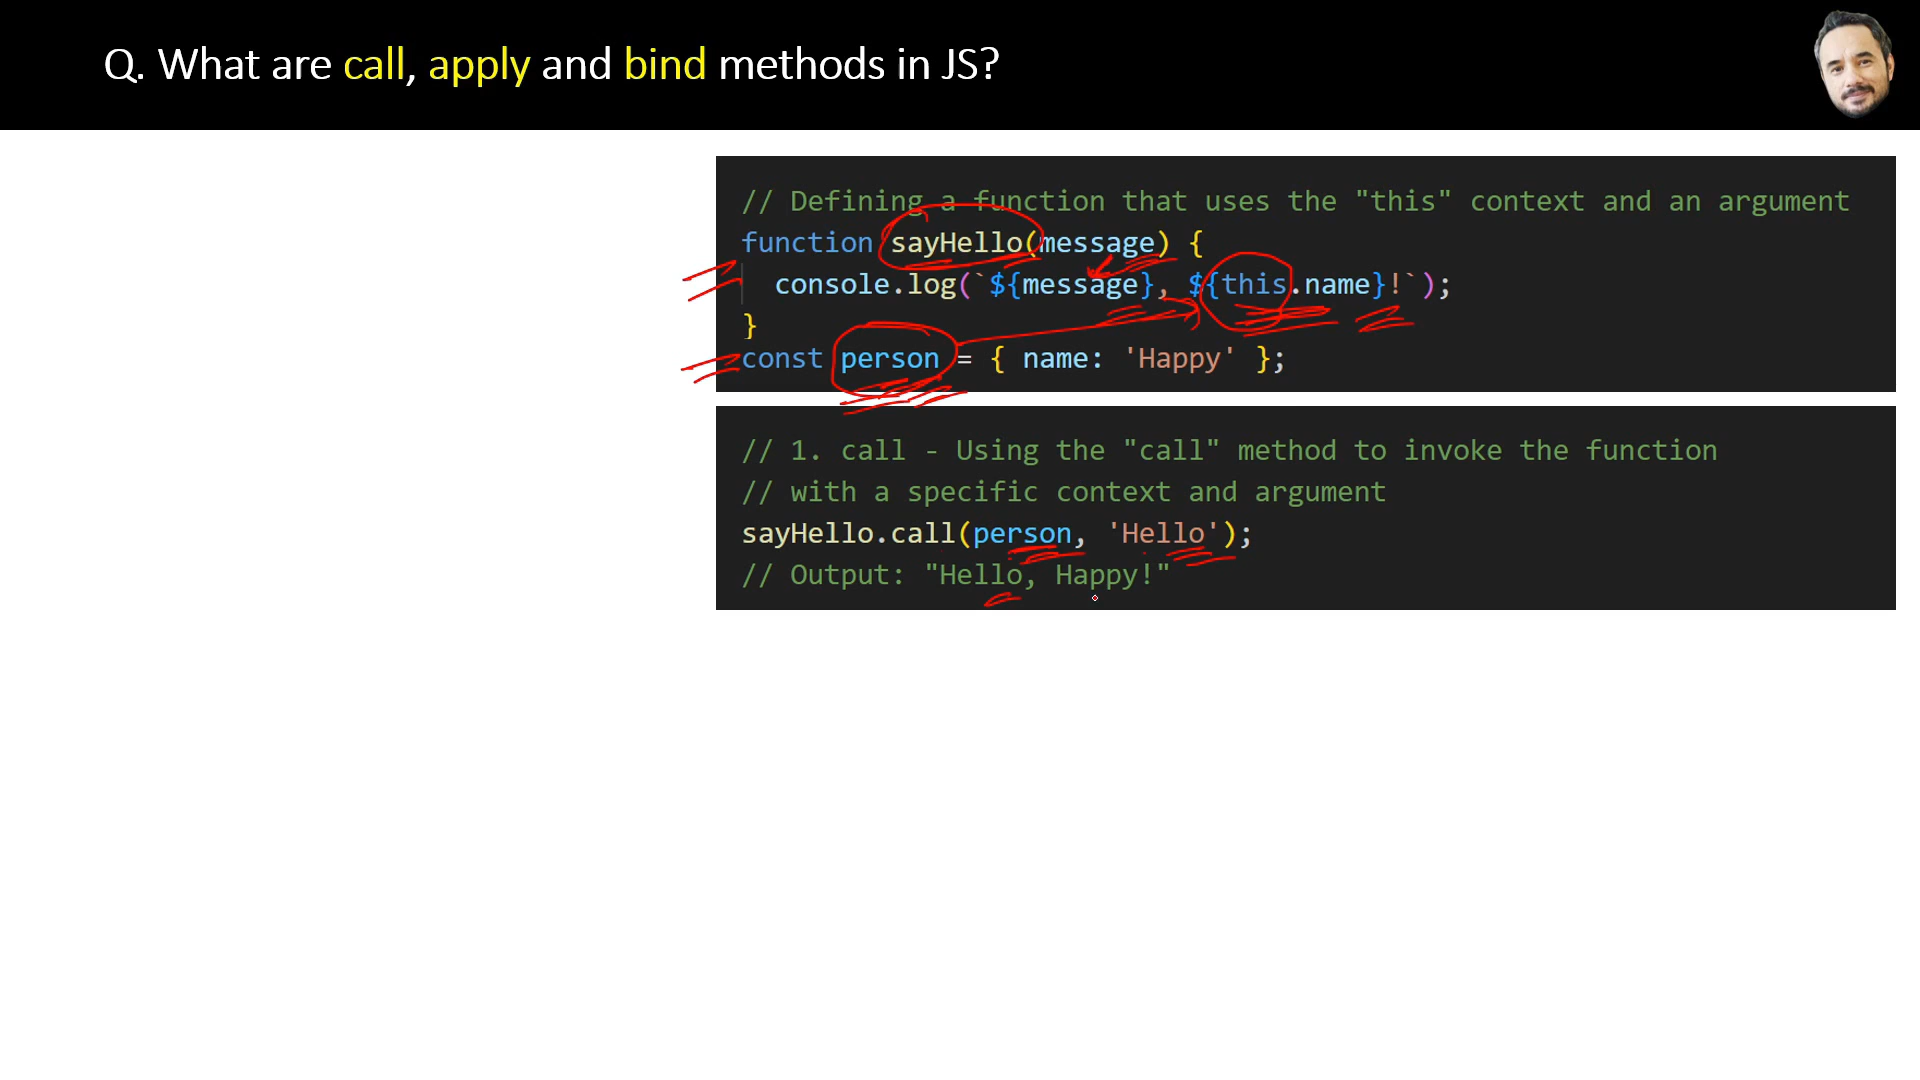 Q. What are call, apply and bind methods in JS?
// Defining a function that uses the "this" context and an argument
function sayHello(message) {
  console.log(`${message}, ${this.name}!`);
}
const person = { name: 'Happy' };
// 1. call - Using the "call" method to invoke the function
// with a specific context and argument
sayHello.call(person, 'Hello');
// Output: "Hello, Happy!"